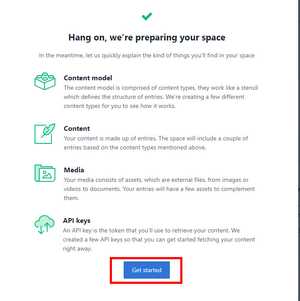 Hang on, we're preparing your space
In the meantime, let us quickly explain the kind of things you'll find in your space
Content model
The content model is comprised of content types, they work like a stencil
which defines the structure of entries. We're creating a few different
content types for you to see how it works.
Content
Your content is made up of entries. The space will include a couple of
entries based on the content types mentioned above.
Media
Your media consists of assets, which are external files, from images or
videos to documents. Your entries will have a few assets to complement
them.
API keys
An API key is the token that you'll use to retrieve your content. We
created a few API keys so that you can get started fetching your content
right away.
Get started